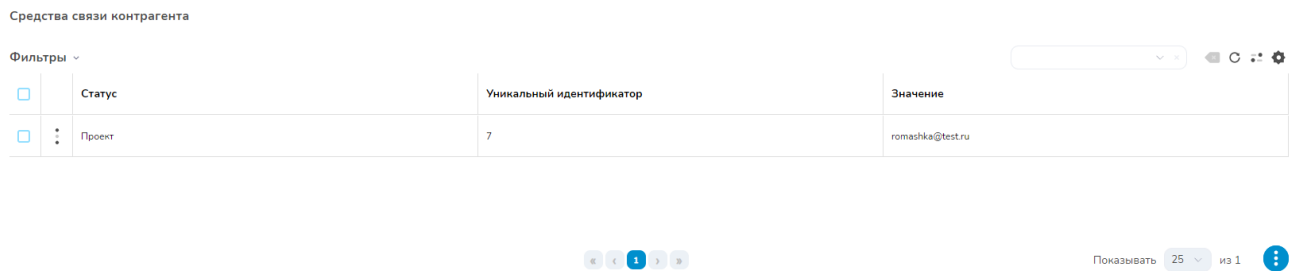 Средства связи контрагента
Фильтры
Статус Уникальный идентификатор Значение
Проект 7 romashka@test.ru
« ‹ 1 › » Показывать 25 из 1